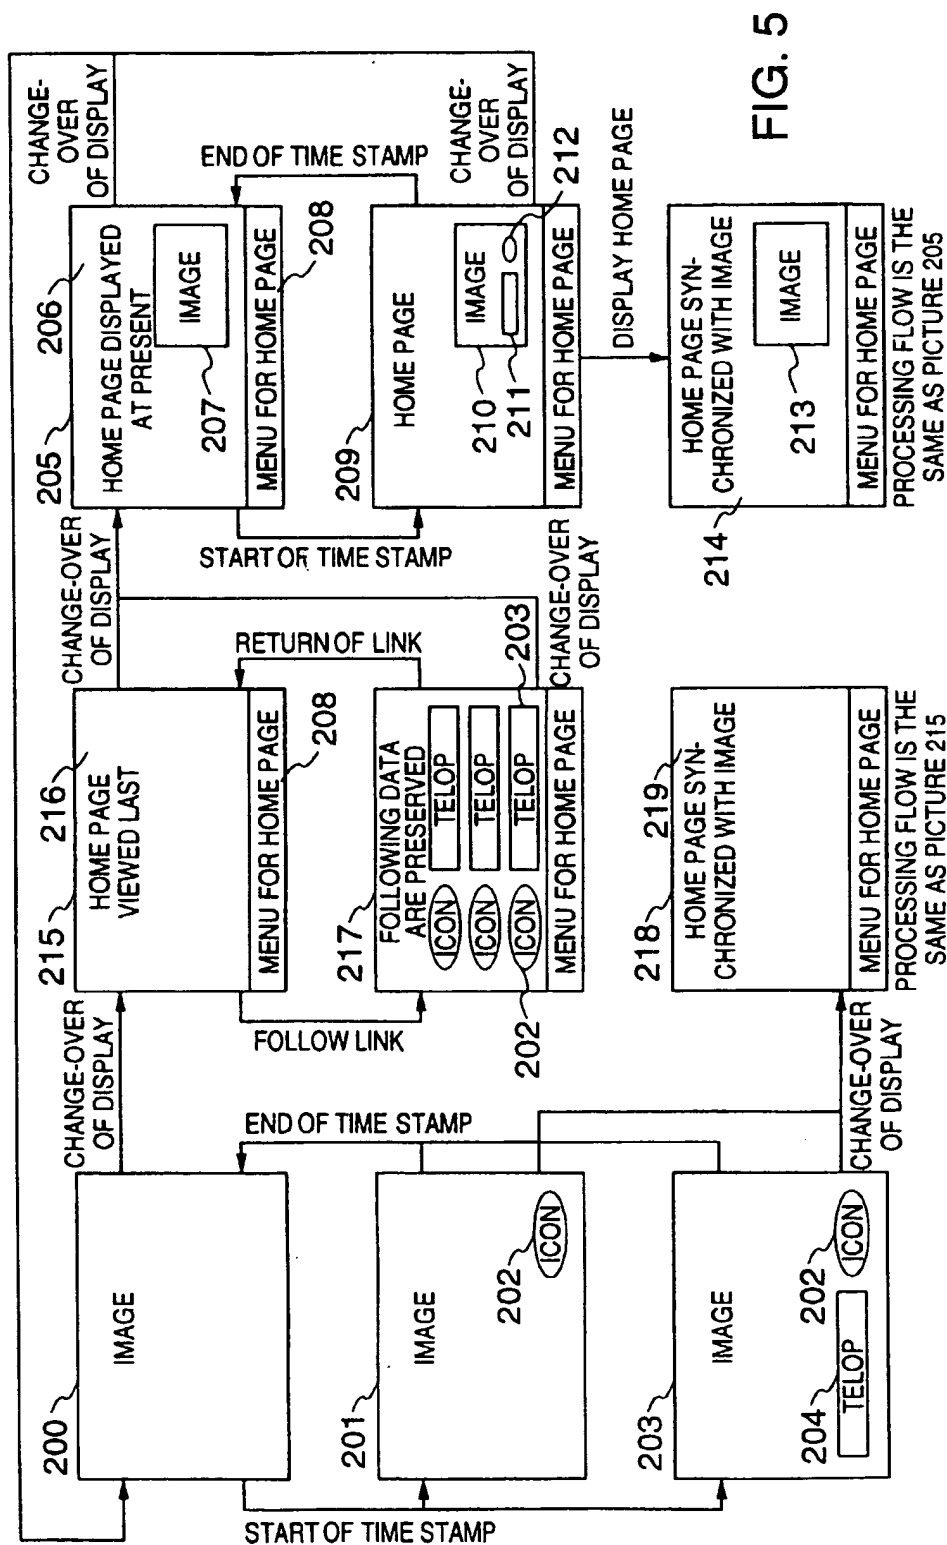 FIG. 5
200
IMAGE
START OF TIME STAMP
201
IMAGE
202
ICON
END OF TIME STAMP
203
IMAGE
204
TELOP
202
ICON
CHANGE-OVER
OF DISPLAY
CHANGE-OVER
OF DISPLAY
215
216
HOME PAGE
VIEWED LAST
MENU FOR HOME PAGE
208
FOLLOW LINK
RETURN OF LINK
217
FOLLOWING DATA
ARE PRESERVED
ICON
TELOP
ICON
TELOP
ICON
TELOP
202
203
MENU FOR HOME PAGE
218
219
HOME PAGE SYN-
CHRONIZED WITH IMAGE
MENU FOR HOME PAGE
PROCESSING FLOW IS THE
SAME AS PICTURE 215
CHANGE-OVER
OF DISPLAY
CHANGE-OVER
OF DISPLAY
205
206
HOME PAGE DISPLAYED
AT PRESENT
207
IMAGE
MENU FOR HOME PAGE
208
START OF TIME STAMP
END OF TIME STAMP
209
HOME PAGE
210
IMAGE
211
212
MENU FOR HOME PAGE
DISPLAY HOME PAGE
214
HOME PAGE SYN-
CHRONIZED WITH IMAGE
213
IMAGE
MENU FOR HOME PAGE
PROCESSING FLOW IS THE
SAME AS PICTURE 205
CHANGE-
OVER
OF DISPLAY
CHANGE-
OVER
OF DISPLAY